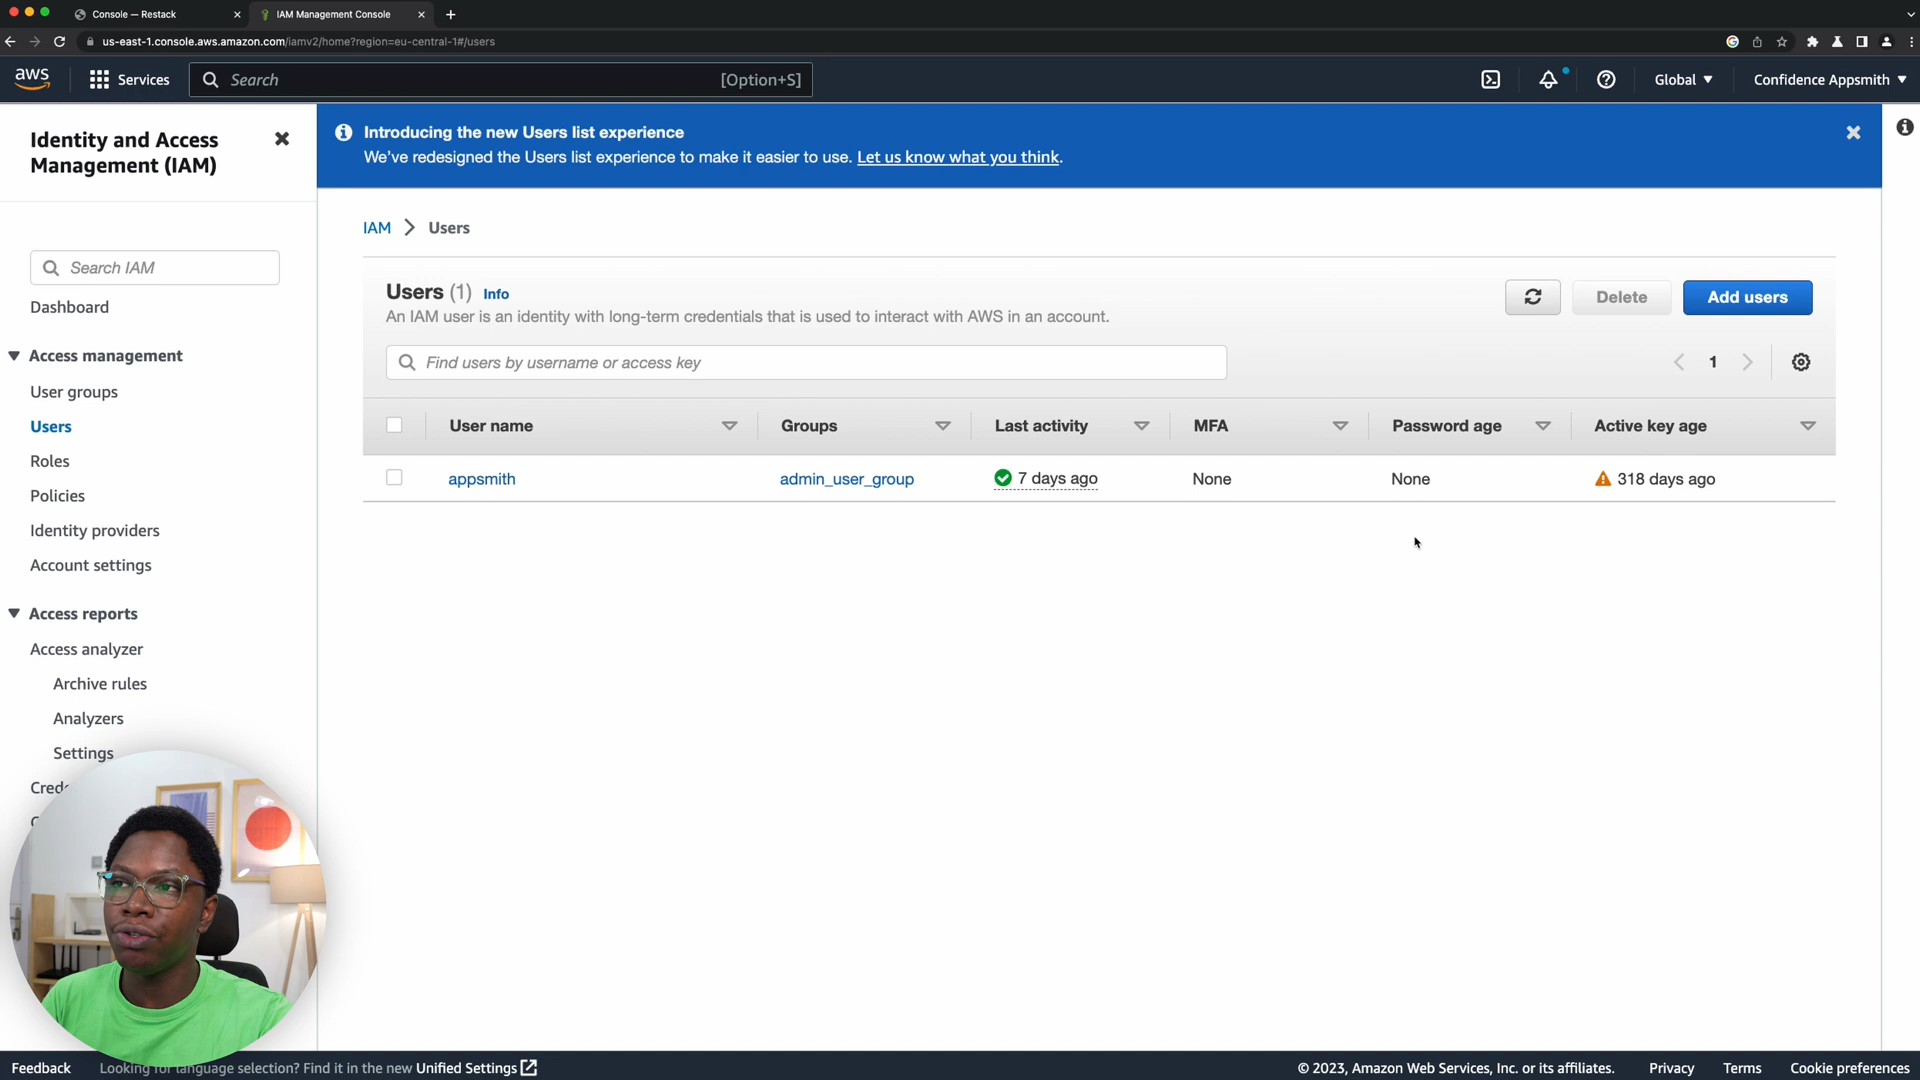 Console — Restack
IAM Management Console
us-east-1.console.aws.amazon.com/iamv2/home?region=eu-central-1#/users
aws
Services
Search
[Option+S]
Global
Confidence Appsmith
Identity and Access
Management (IAM)
Search IAM
Dashboard
Access management
User groups
Users
Roles
Policies
Identity providers
Account settings
Access reports
Access analyzer
Archive rules
Analyzers
Settings
Introducing the new Users list experience
We've redesigned the Users list experience to make it easier to use. Let us know what you think.
IAM > Users
Users (1) Info
An IAM user is an identity with long-term credentials that is used to interact with AWS in an account.
Delete
Add users
Find users by username or access key
1
User name Groups Last activity MFA Password age Active key age
appsmith admin_user_group 7 days ago None None 318 days ago
Feedback
Looking for language selection? Find it in the new Unified Settings
© 2023, Amazon Web Services, Inc. or its affiliates.
Privacy
Terms
Cookie preferences